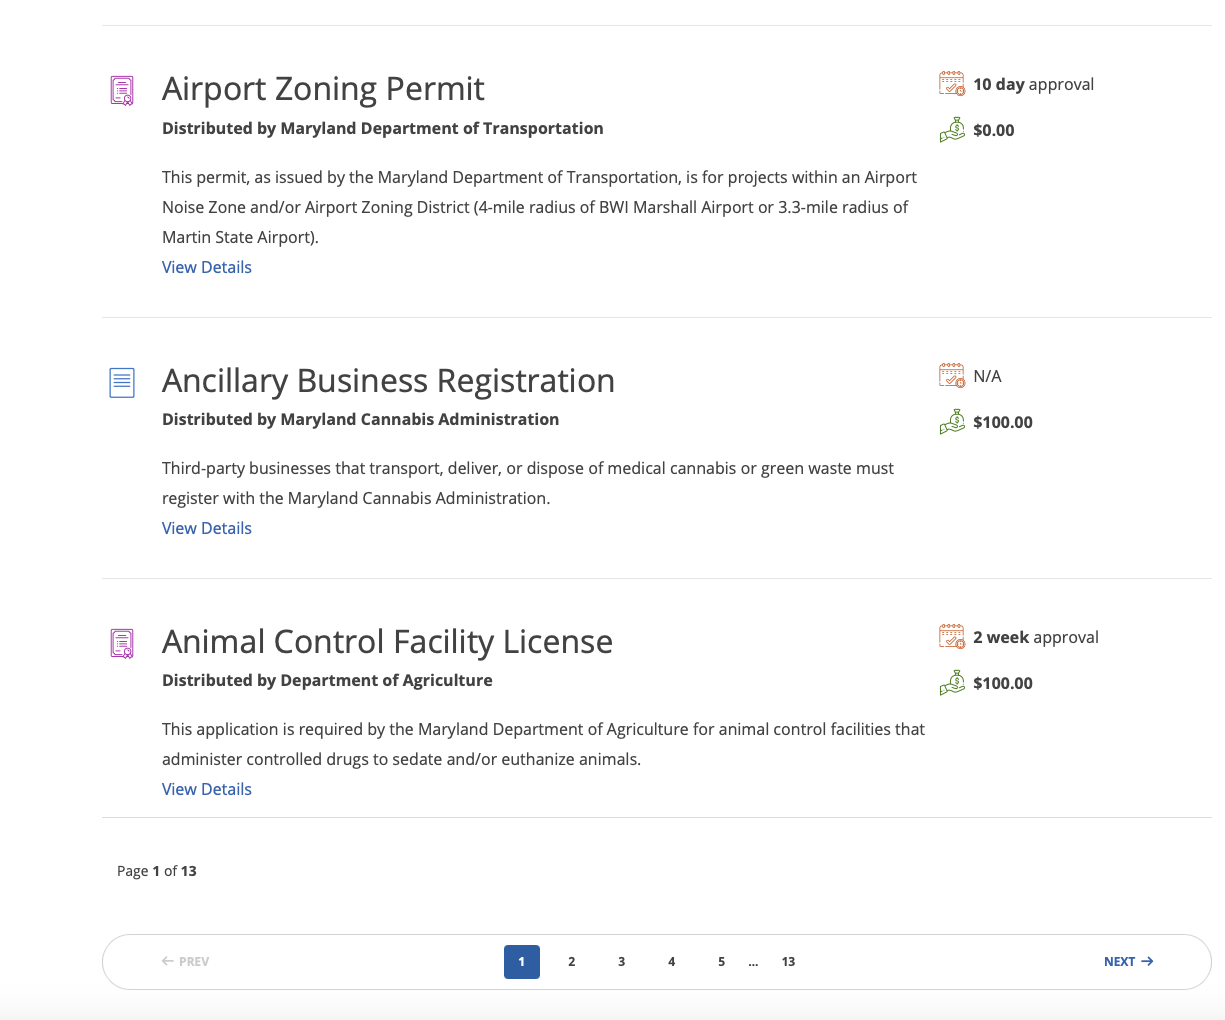 Airport Zoning Permit
10 day approval
Distributed by Maryland Department of Transportation
$0.00
This permit, as issued by the Maryland Department of Transportation, is for projects within an Airport
Noise Zone and/or Airport Zoning District (4-mile radius of BWI Marshall Airport or 3.3-mile radius of
Martin State Airport).
View Details
Ancillary Business Registration
N/A
Distributed by Maryland Cannabis Administration
$100.00
Third-party businesses that transport, deliver, or dispose of medical cannabis or green waste must
register with the Maryland Cannabis Administration.
View Details
Animal Control Facility License
2 week approval
Distributed by Department of Agriculture
$100.00
This application is required by the Maryland Department of Agriculture for animal control facilities that
administer controlled drugs to sedate and/or euthanize animals.
View Details
Page 1 of 13
← PREV 1 2 3 4 5 ... 13 NEXT →